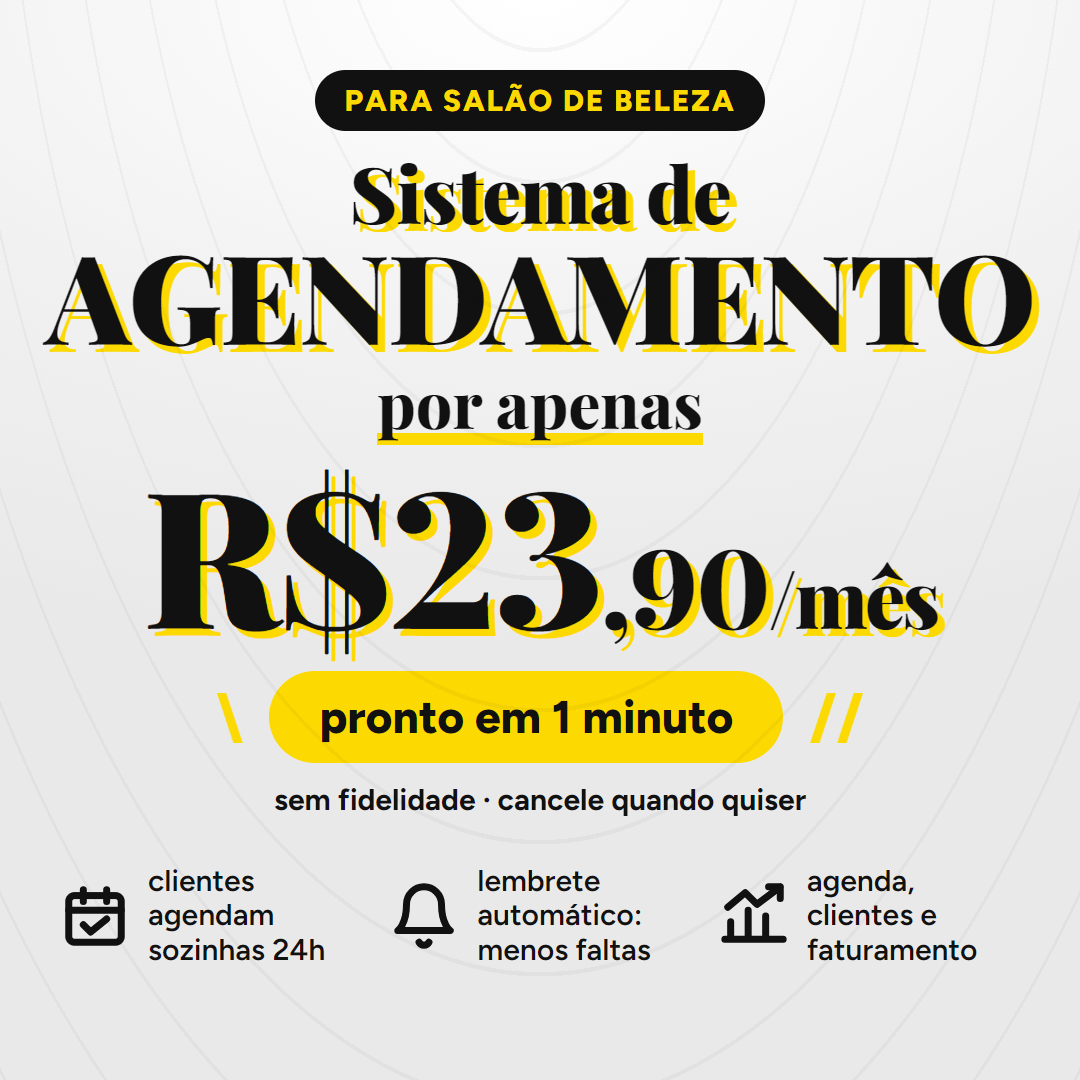 PARA SALÃO DE BELEZA
Sistema de
AGENDAMENTO
por apenas
R$23,90/mês
\ pronto em 1 minuto //
sem fidelidade · cancele quando quiser
clientes
agendam
sozinhas 24h
lembrete
automático:
menos faltas
agenda,
clientes e
faturamento